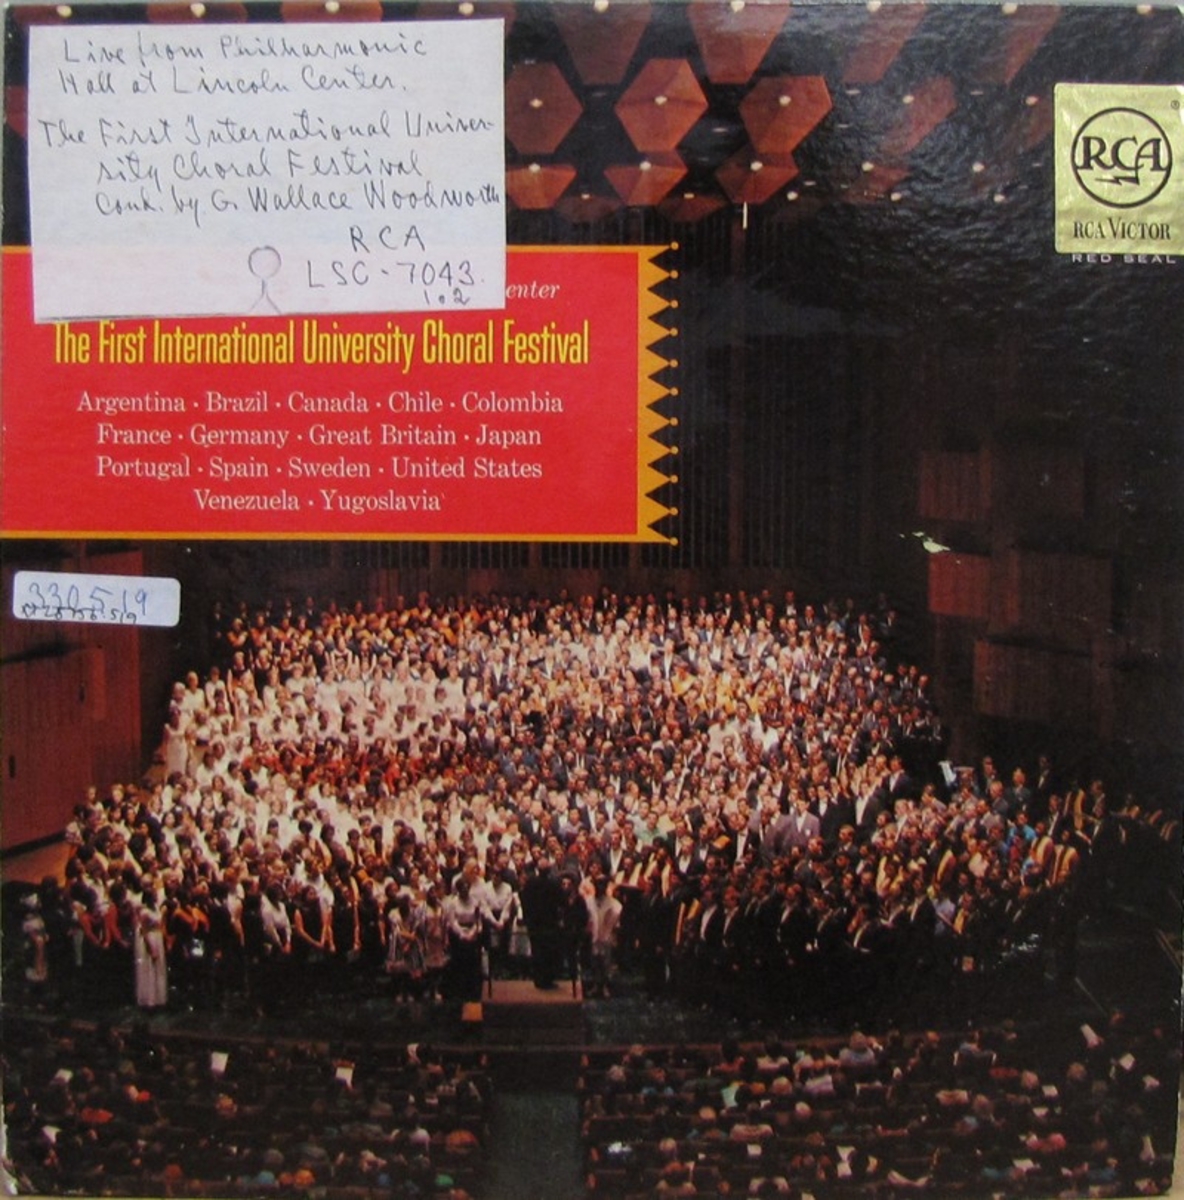 Live from Philharmonic
Hall at Lincoln Center.
The First International Univer-
sity Choral Festival
Cond. by G. Wallace Woodworth
RCA
LSC-7043
1.2
enter
The First International University Choral Festival
Argentina · Brazil · Canada · Chile · Colombia
France · Germany · Great Britain · Japan
Portugal · Spain · Sweden · United States
Venezuela · Yugoslavia
RCA
RCA VICTOR
RED SEAL
330519